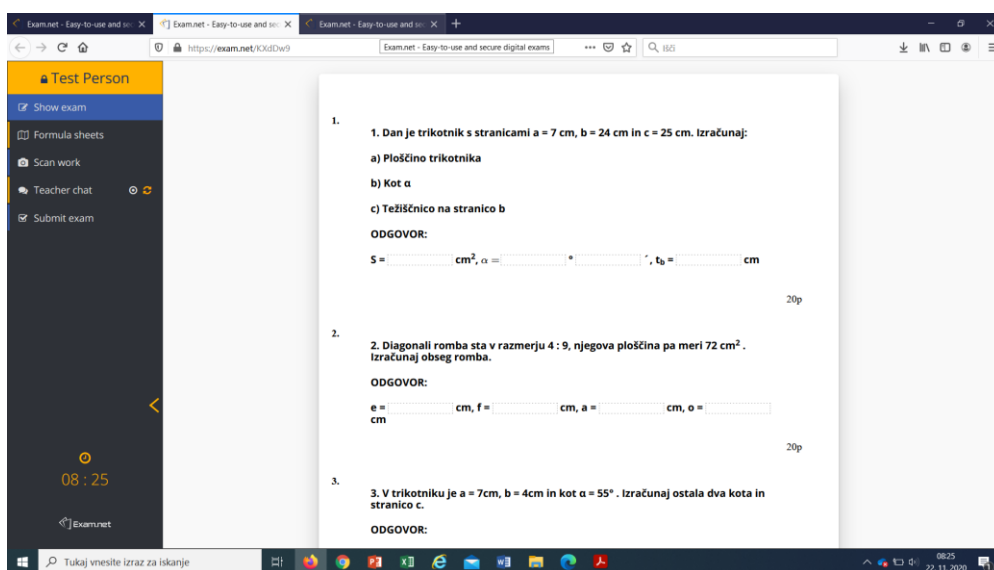 Exam.net - Easy-to-use and sec
Exam.net - Easy-to-use and sec
Exam.net - Easy-to-use and sec
https://exam.net/KXdDw9
Exam.net - Easy-to-use and secure digital exams
Išči
Test Person
Show exam
Formula sheets
Scan work
Teacher chat
Submit exam
08 : 25
Exam.net
1.
1. Dan je trikotnik s stranicami a = 7 cm, b = 24 cm in c = 25 cm. Izračunaj:
a) Ploščino trikotnika
b) Kot α
c) Težiščnico na stranico b
ODGOVOR:
S = cm², α = ° ´, t_b = cm
20p
2.
2. Diagonali romba sta v razmerju 4 : 9, njegova ploščina pa meri 72 cm² .
Izračunaj obseg romba.
ODGOVOR:
e = cm, f = cm, a = cm, o =
cm
20p
3.
3. V trikotniku je a = 7cm, b = 4cm in kot α = 55° . Izračunaj ostala dva kota in
stranico c.
ODGOVOR:
Tukaj vnesite izraz za iskanje
08:25
22. 11. 2020